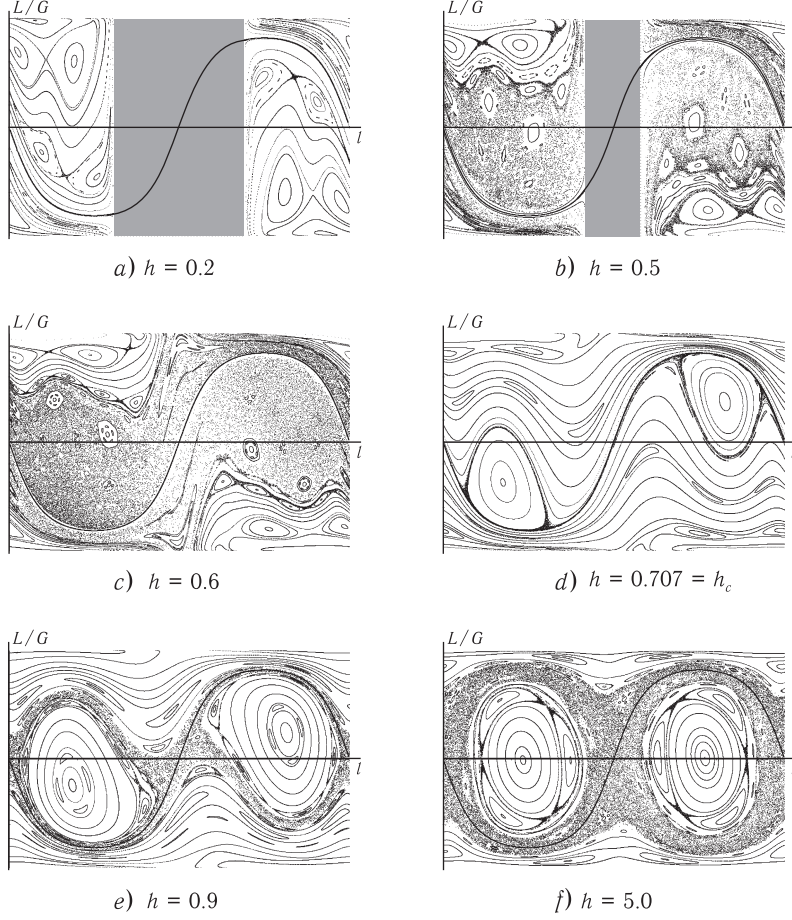 L/G
L/G
l
a) h = 0.2
b) h = 0.5
L/G
L/G
l
c) h = 0.6
d) h = 0.707 = h_c
L/G
L/G
l
e) h = 0.9
f) h = 5.0